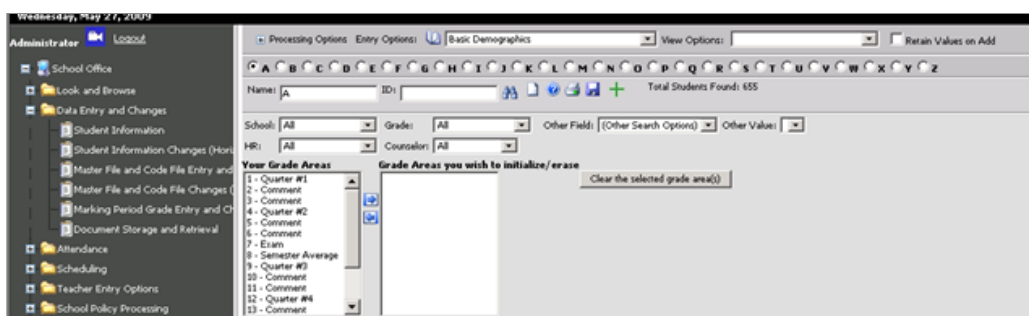 Wednesday, May 27, 2009
Administrator Logout
School Office
Look and Browse
Data Entry and Changes
Student Information
Student Information Changes (Hori
Master File and Code File Entry and
Master File and Code File Changes (
Marking Period Grade Entry and Ch
Document Storage and Retrieval
Attendance
Scheduling
Teacher Entry Options
School Policy Processing
Processing Options Entry Options: Basic Demographics View Options: Retain Values on Add
A B C D E F G H I J K L M N O P Q R S T U V W X Y Z
Name: A ID: Total Students Found: 655
School: All Grade: All Other Field: (Other Search Options) Other Value:
HR: All Counselor: All
Your Grade Areas Grade Areas you wish to initialize/erase
Clear the selected grade area(s)
1 - Quarter #1
2 - Comment
3 - Comment
4 - Quarter #2
5 - Comment
6 - Comment
7 - Exam
8 - Semester Average
9 - Quarter #3
10 - Comment
11 - Comment
12 - Quarter #4
13 - Comment